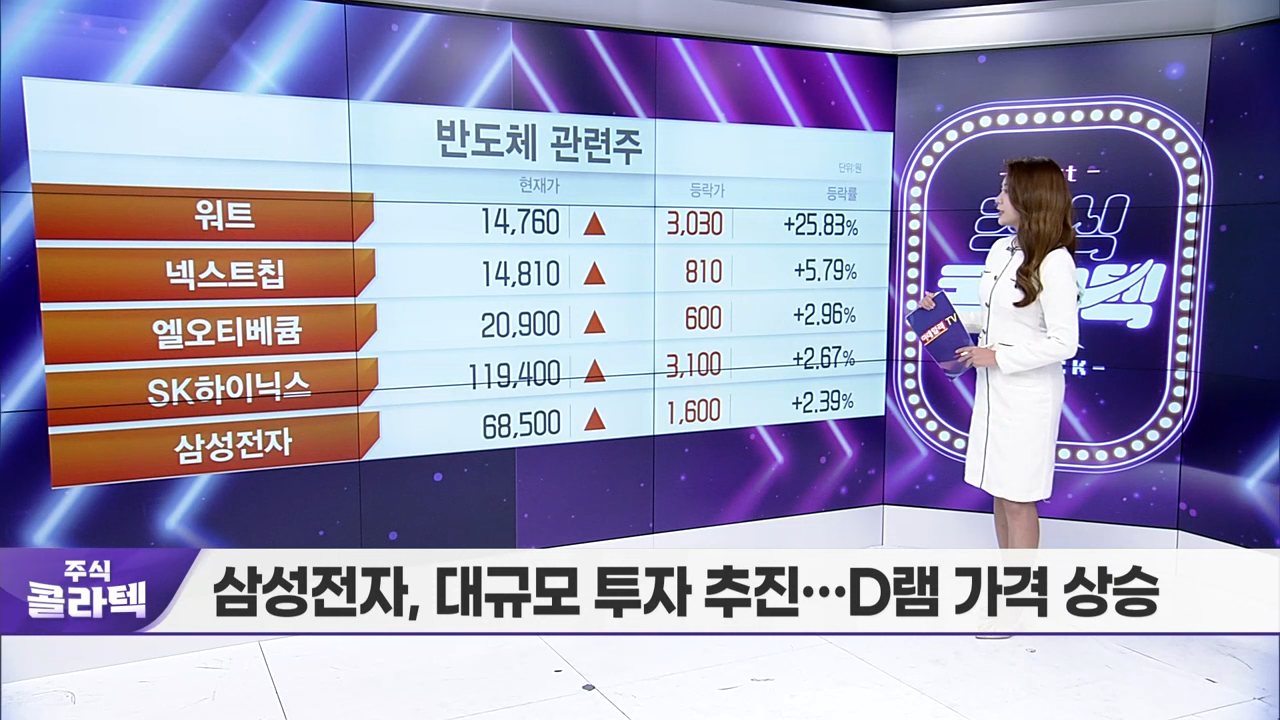 반도체 관련주
단위:원
현재가 등락가 등락률
워트 14,760 ▲ 3,030 +25.83%
넥스트칩 14,810 ▲ 810 +5.79%
엘오티베큠 20,900 ▲ 600 +2.96%
SK하이닉스 119,400 ▲ 3,100 +2.67%
삼성전자 68,500 ▲ 1,600 +2.39%
TV
주식
콜라텍
삼성전자, 대규모 투자 추진…D램 가격 상승